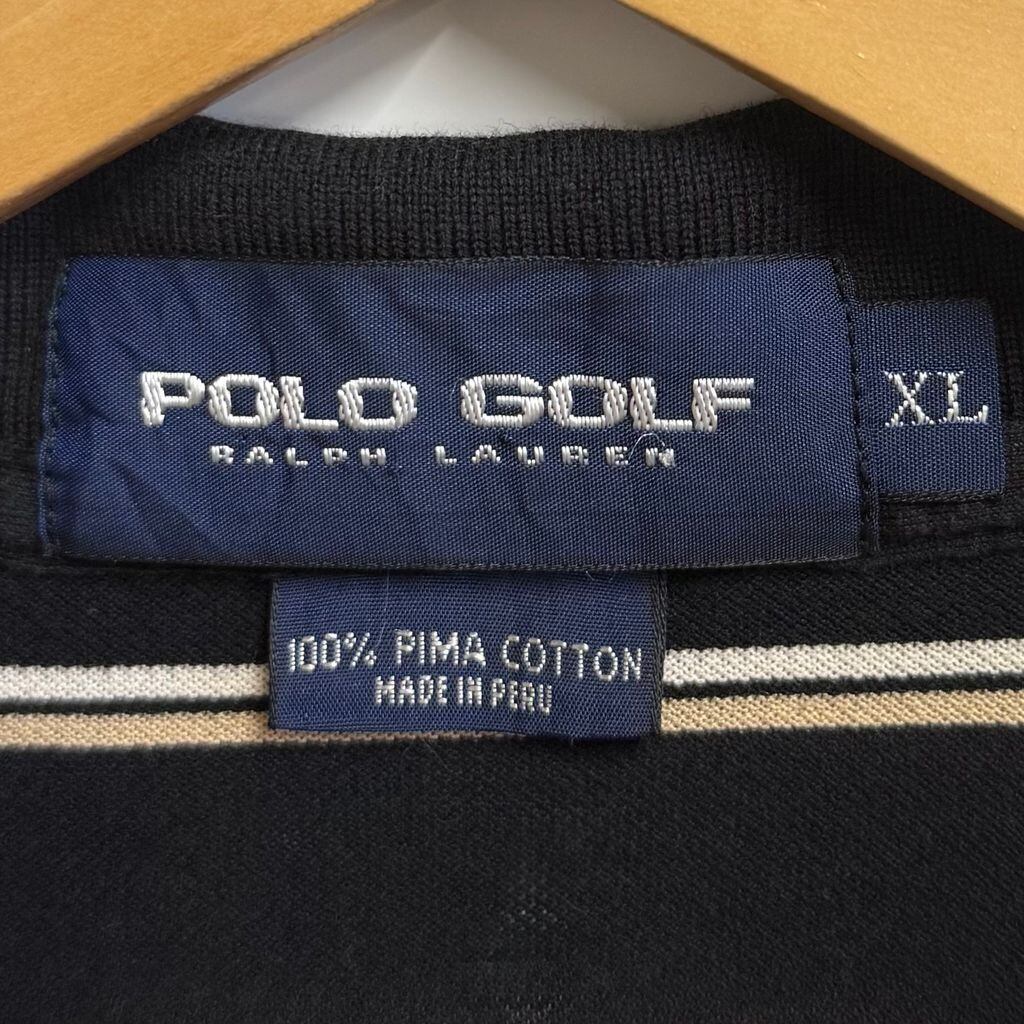 POLO GOLF
RALPH LAUREN
XL
100% PIMA COTTON
MADE IN PERU